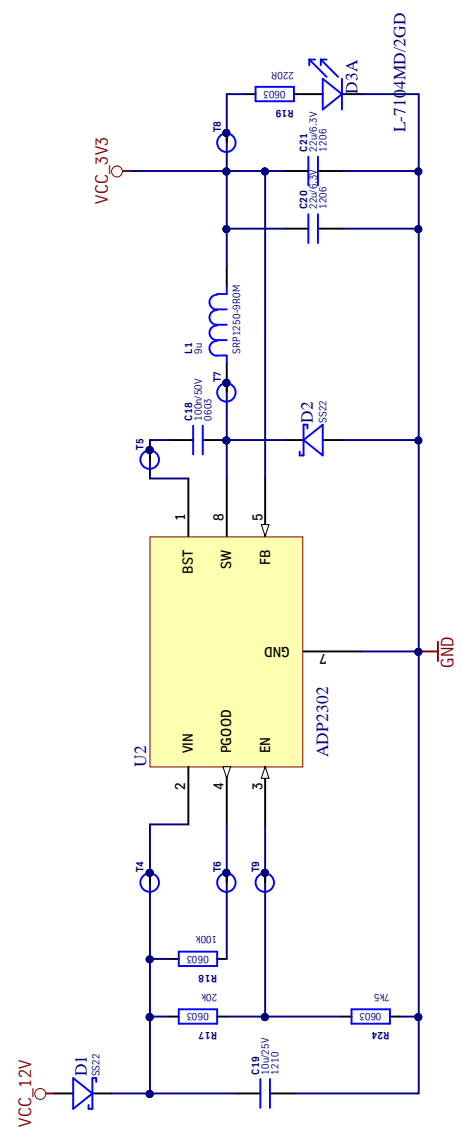 VCC_12V
D1
SS22
C19
10u/25V
1210
R17
0603
20k
R18
0603
100k
R24
0603
7k5
T4
T6
T9
2
4
3
U2
VIN
PGOOD
EN
GND
7
ADP2302
BST
SW
FB
1
8
5
GND
T5
C18
100n/50V
0603
T7
D2
SS22
L1
9u
SRP1250-9R0M
VCC_3V3
T8
C20
22u/6.3V
1206
C21
22u/6.3V
1206
R19
0603
220R
D3A
L-7104MD/2GD